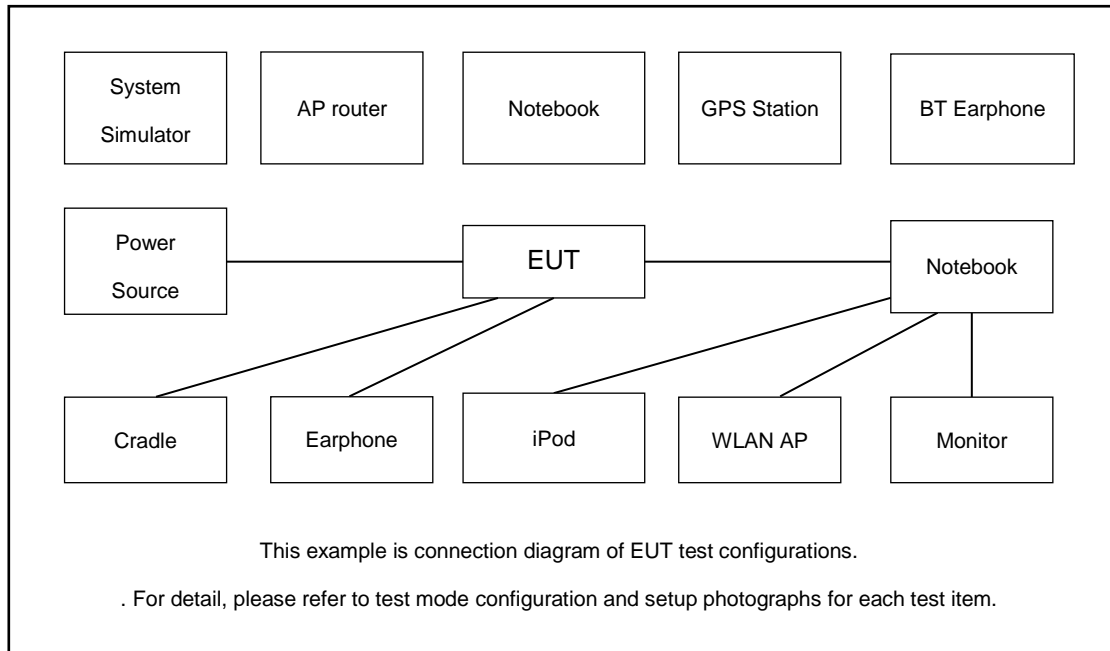 System
Simulator
AP router
Notebook
GPS Station
BT Earphone
Power
Source
EUT
Notebook
Cradle
Earphone
iPod
WLAN AP
Monitor
This example is connection diagram of EUT test configurations.
. For detail, please refer to test mode configuration and setup photographs for each test item.